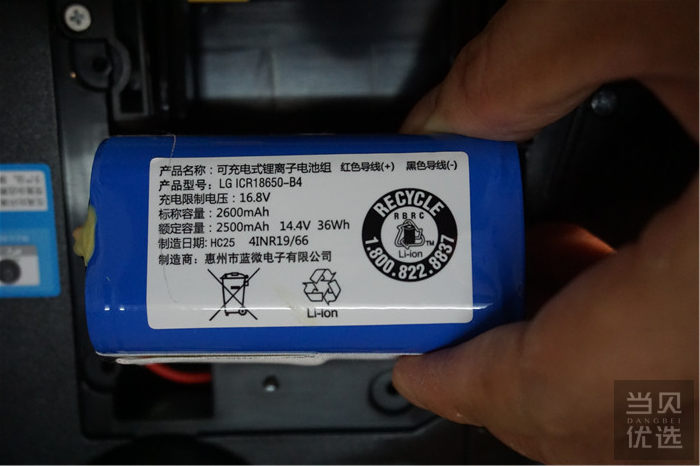 产品名称：可充电式锂离子电池组 红色导线(+) 黑色导线(-)
产品型号：LG ICR18650-B4
充电限制电压：16.8V
标称容量：2600mAh
额定容量：2500mAh 14.4V 36Wh
制造日期：HC25 4INR19/66
制造商：惠州市蓝微电子有限公司
Li-ion
RECYCLE
RBRC
Li-ion
TM
1.800.822.8837
当贝
DANGBEI
优选